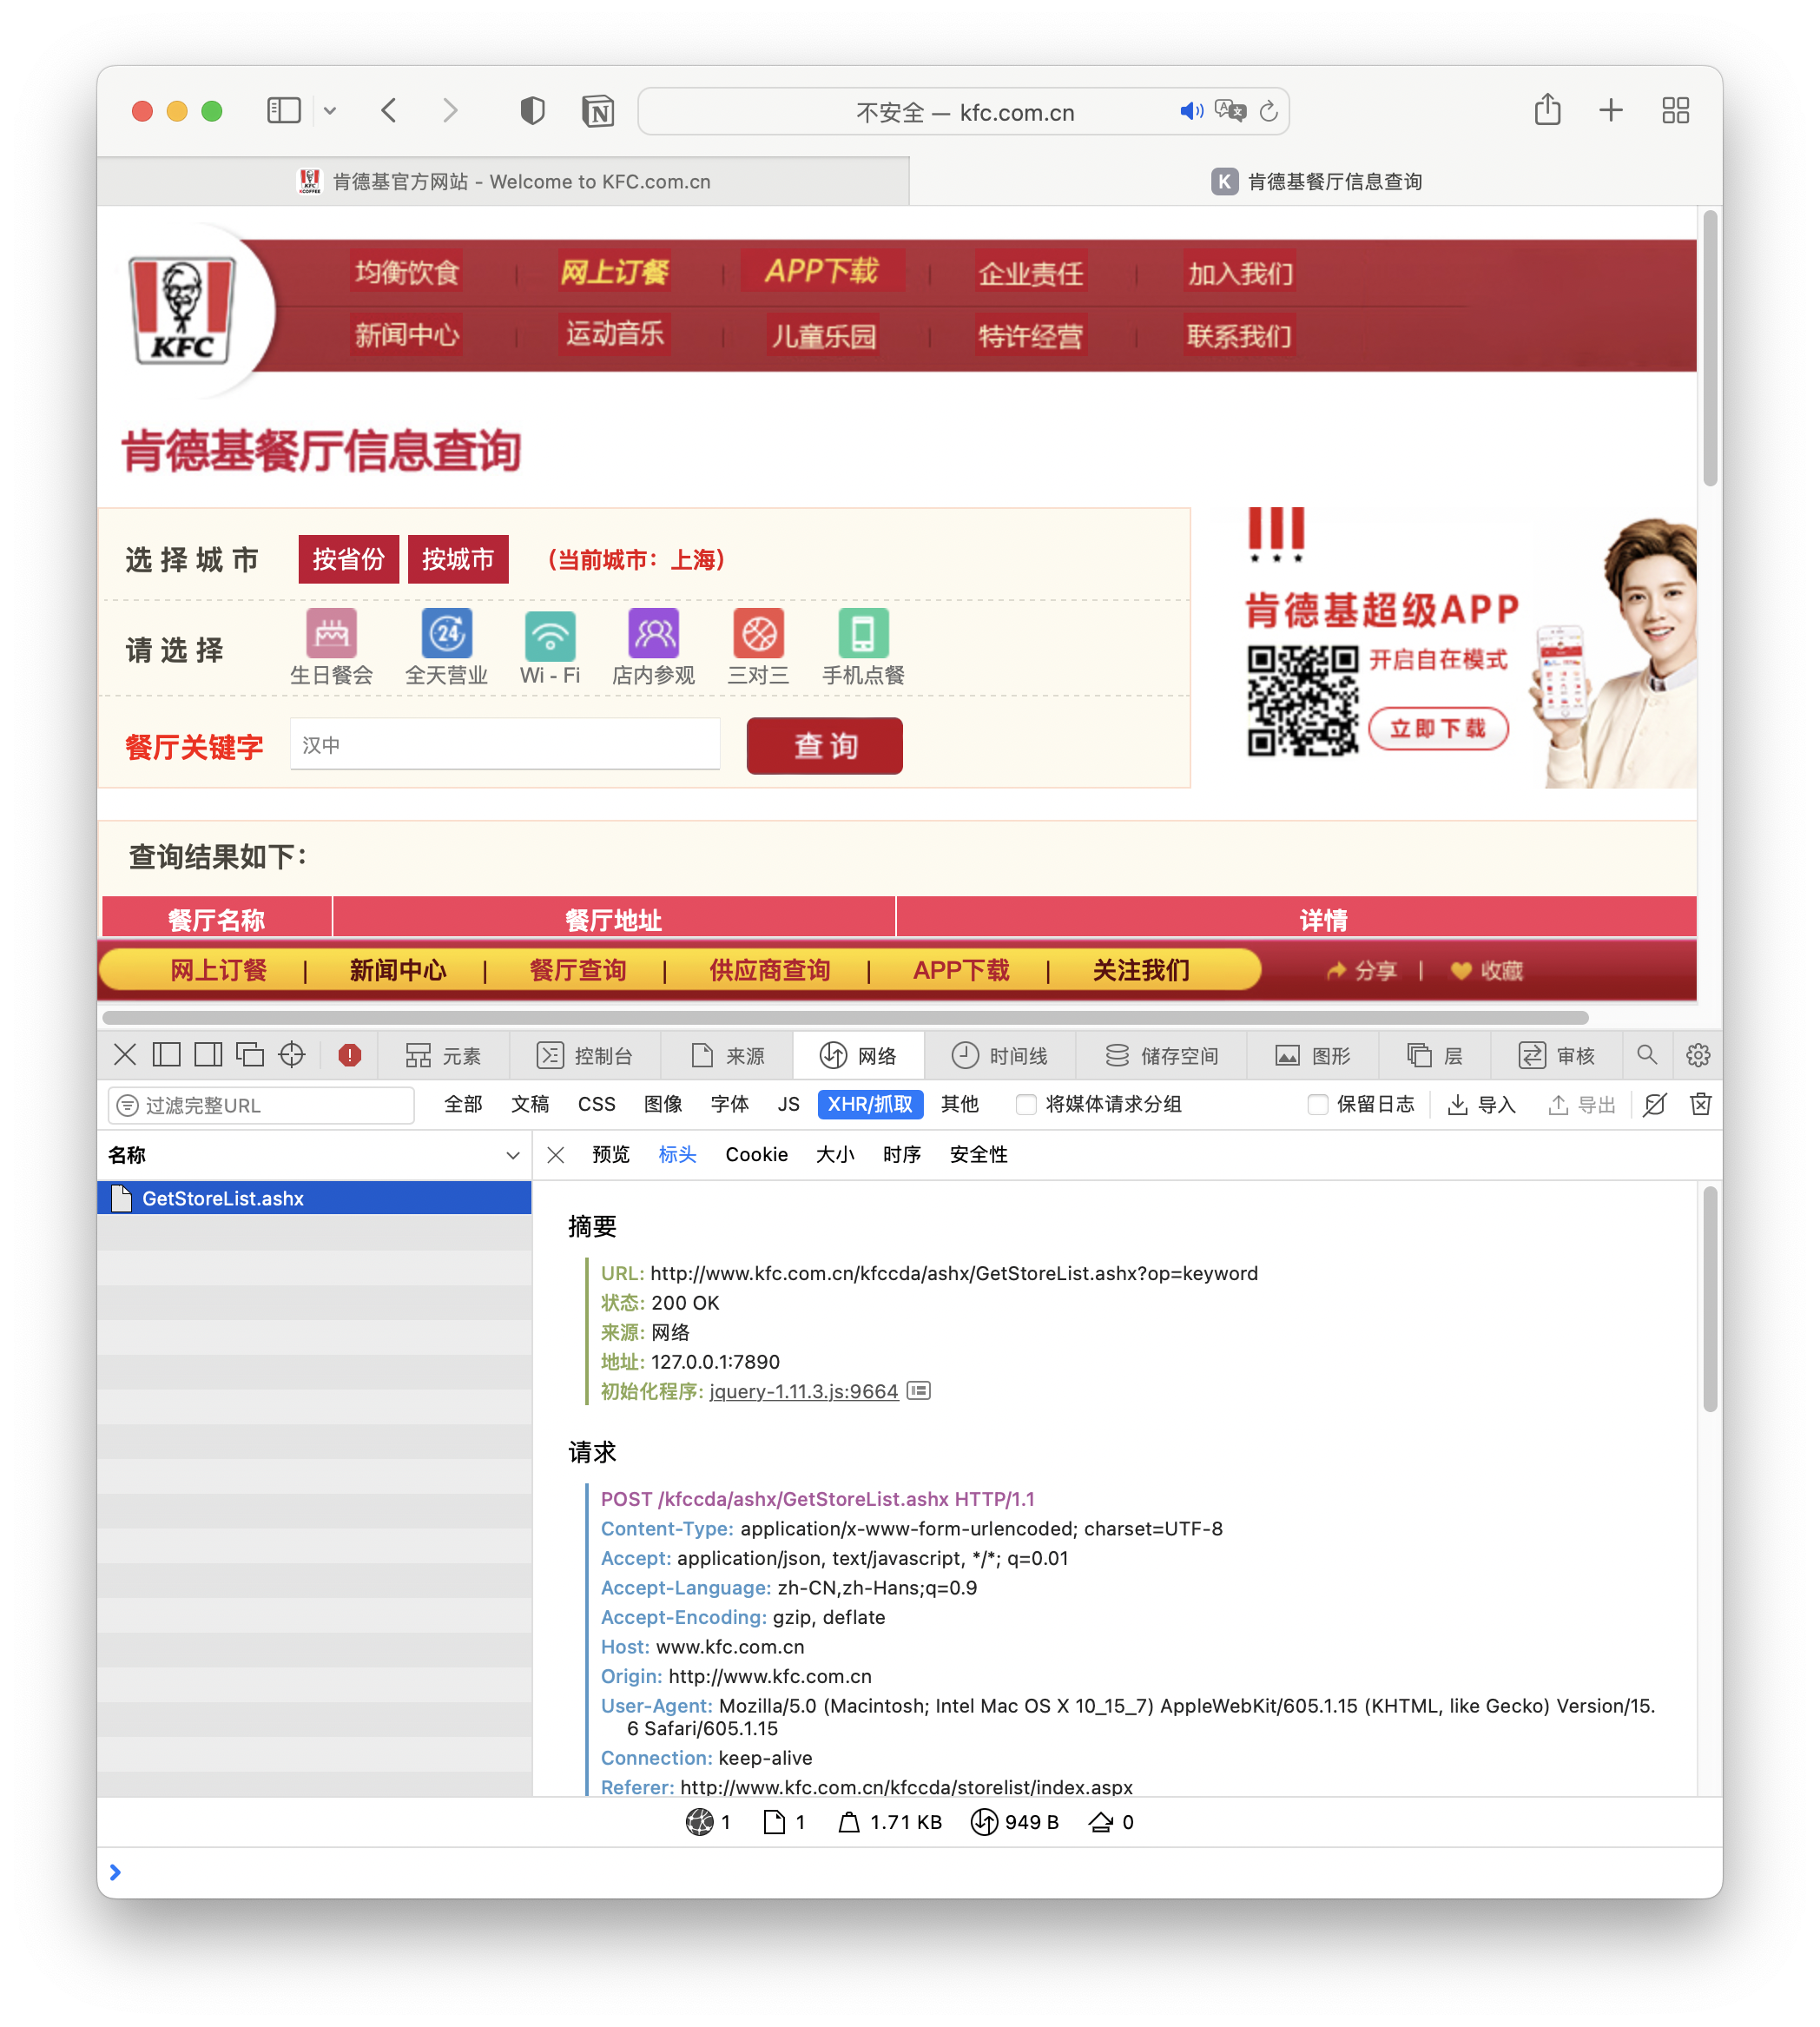 不安全 — kfc.com.cn
肯德基官方网站 - Welcome to KFC.com.cn
K 肯德基餐厅信息查询
均衡饮食 | 网上订餐 | APP下载 | 企业责任 | 加入我们
KFC
新闻中心 | 运动音乐 | 儿童乐园 | 特许经营 | 联系我们
肯德基餐厅信息查询
选择城市 按省份 按城市 （当前城市：上海）
请选择
24
生日餐会 全天营业 Wi - Fi 店内参观 三对三 手机点餐
餐厅关键字 汉中 查询
肯德基超级APP
开启自在模式
立即下载
查询结果如下：
餐厅名称 餐厅地址 详情
网上订餐 | 新闻中心 | 餐厅查询 | 供应商查询 | APP下载 | 关注我们 分享 | 收藏
元素 控制台 来源 网络 时间线 储存空间 图形 层 审核
过滤完整URL 全部 文稿 CSS 图像 字体 JS XHR/抓取 其他 将媒体请求分组 保留日志 导入 导出
名称 预览 标头 Cookie 大小 时序 安全性
GetStoreList.ashx
摘要
URL: http://www.kfc.com.cn/kfccda/ashx/GetStoreList.ashx?op=keyword
状态: 200 OK
来源: 网络
地址: 127.0.0.1:7890
初始化程序: jquery-1.11.3.js:9664
请求
POST /kfccda/ashx/GetStoreList.ashx HTTP/1.1
Content-Type: application/x-www-form-urlencoded; charset=UTF-8
Accept: application/json, text/javascript, */*; q=0.01
Accept-Language: zh-CN,zh-Hans;q=0.9
Accept-Encoding: gzip, deflate
Host: www.kfc.com.cn
Origin: http://www.kfc.com.cn
User-Agent: Mozilla/5.0 (Macintosh; Intel Mac OS X 10_15_7) AppleWebKit/605.1.15 (KHTML, like Gecko) Version/15.
6 Safari/605.1.15
Connection: keep-alive
Referer: http://www.kfc.com.cn/kfccda/storelist/index.aspx
1 1 1.71 KB 949 B 0